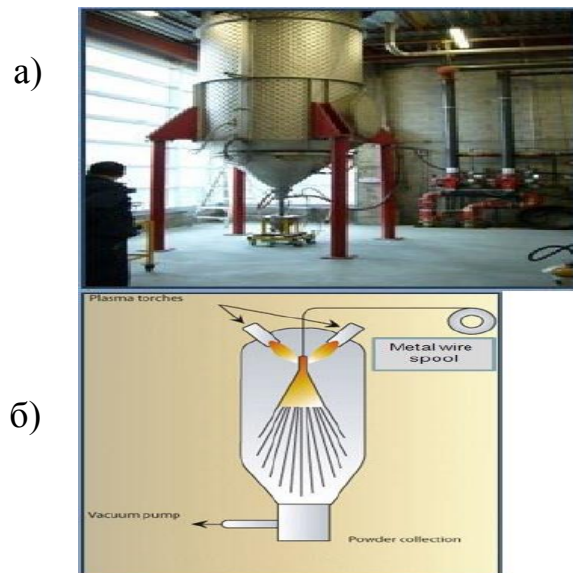 а)
Plasma torches
Metal wire
spool
б)
Vacuum pump
Powder collection